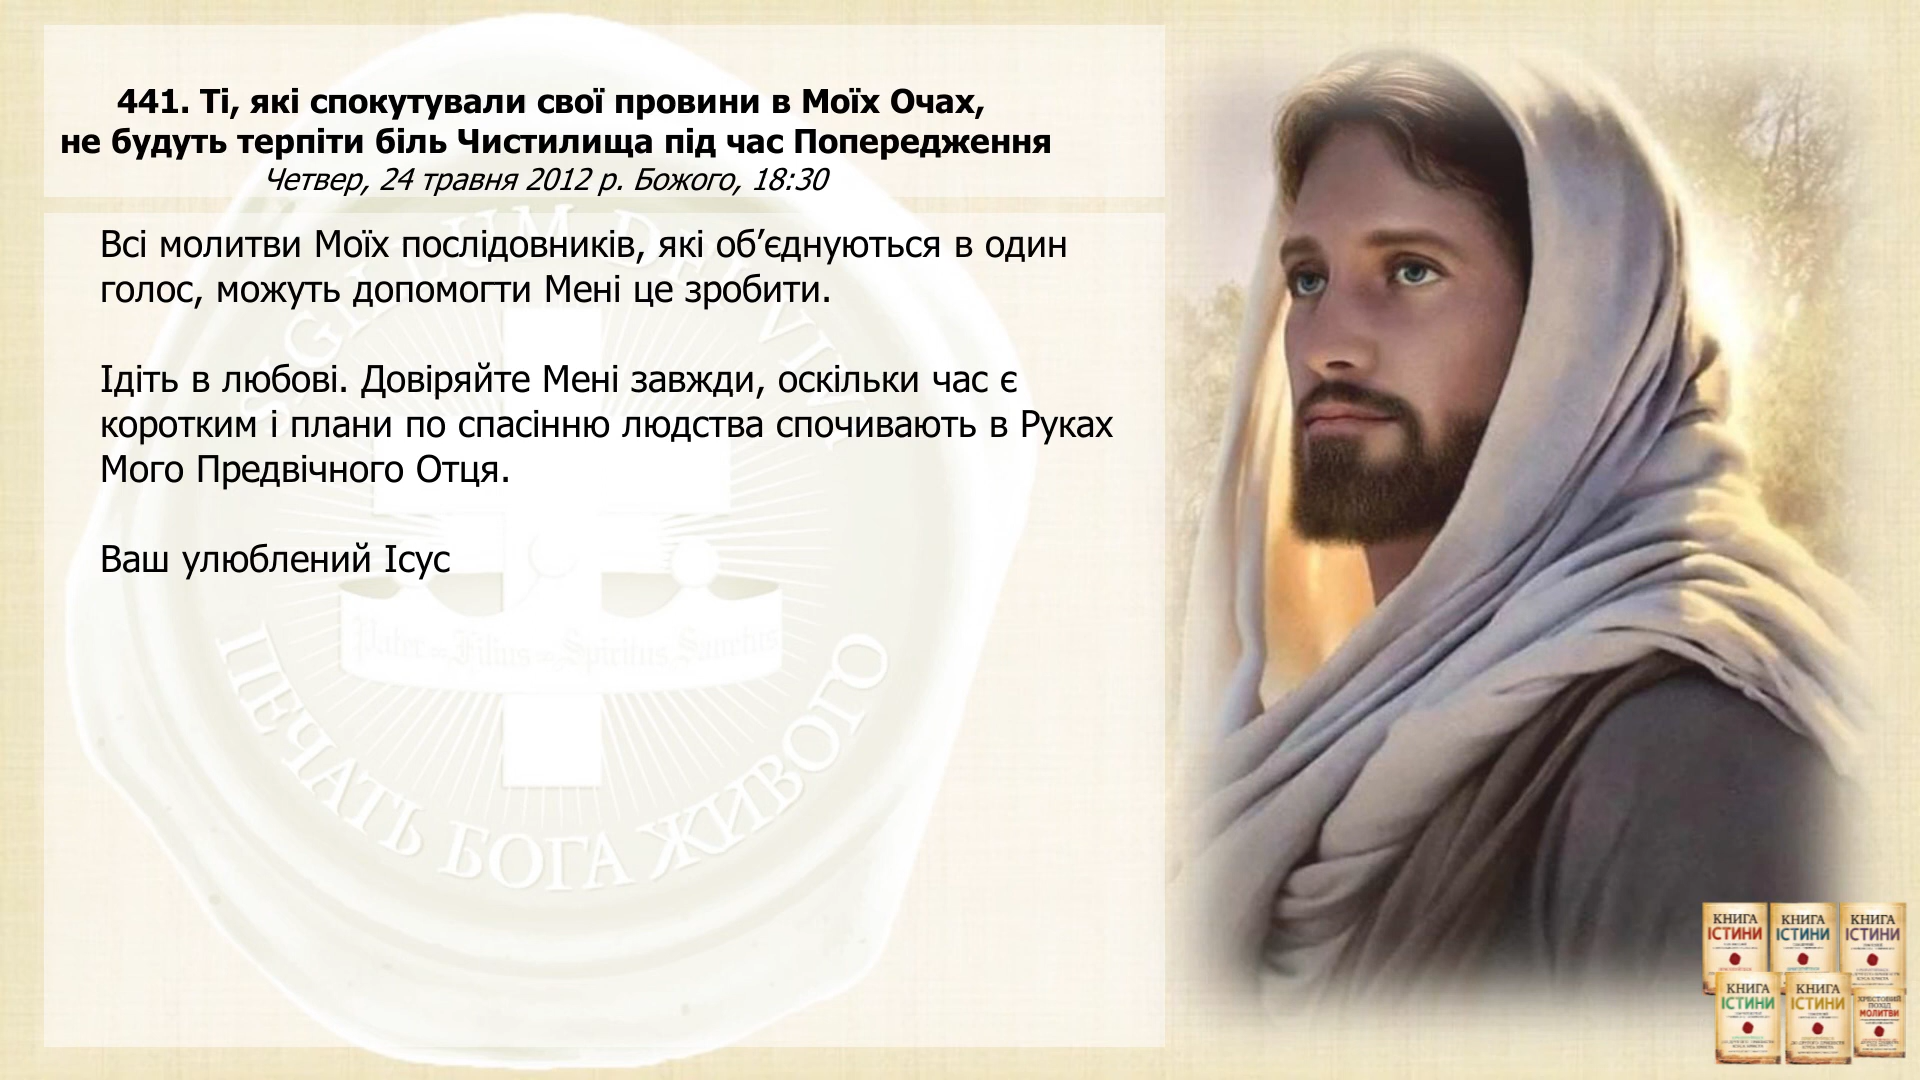 441. Ті, які спокутували свої провини в Моїх Очах,
не будуть терпіти біль Чистилища під час Попередження
Четвер, 24 травня 2012 р. Божого, 18:30
Всі молитви Моїх послідовників, які об’єднуються в один
голос, можуть допомогти Мені це зробити.
Ідіть в любові. Довіряйте Мені завжди, оскільки час є
коротким і плани по спасінню людства спочивають в Руках
Мого Предвічного Отця.
Ваш улюблений Ісус
SIGILLUM DEI VIVI
Pater Filius Spiritus Sanctus
ПЕЧАТЬ БОГА ЖИВОГО
КНИГА
ІСТИНИ
КНИГА
ІСТИНИ
КНИГА
ІСТИНИ
КНИГА
ІСТИНИ
КНИГА
ІСТИНИ
ХРЕСТОВИЙ
ПОХІД
МОЛИТВИ